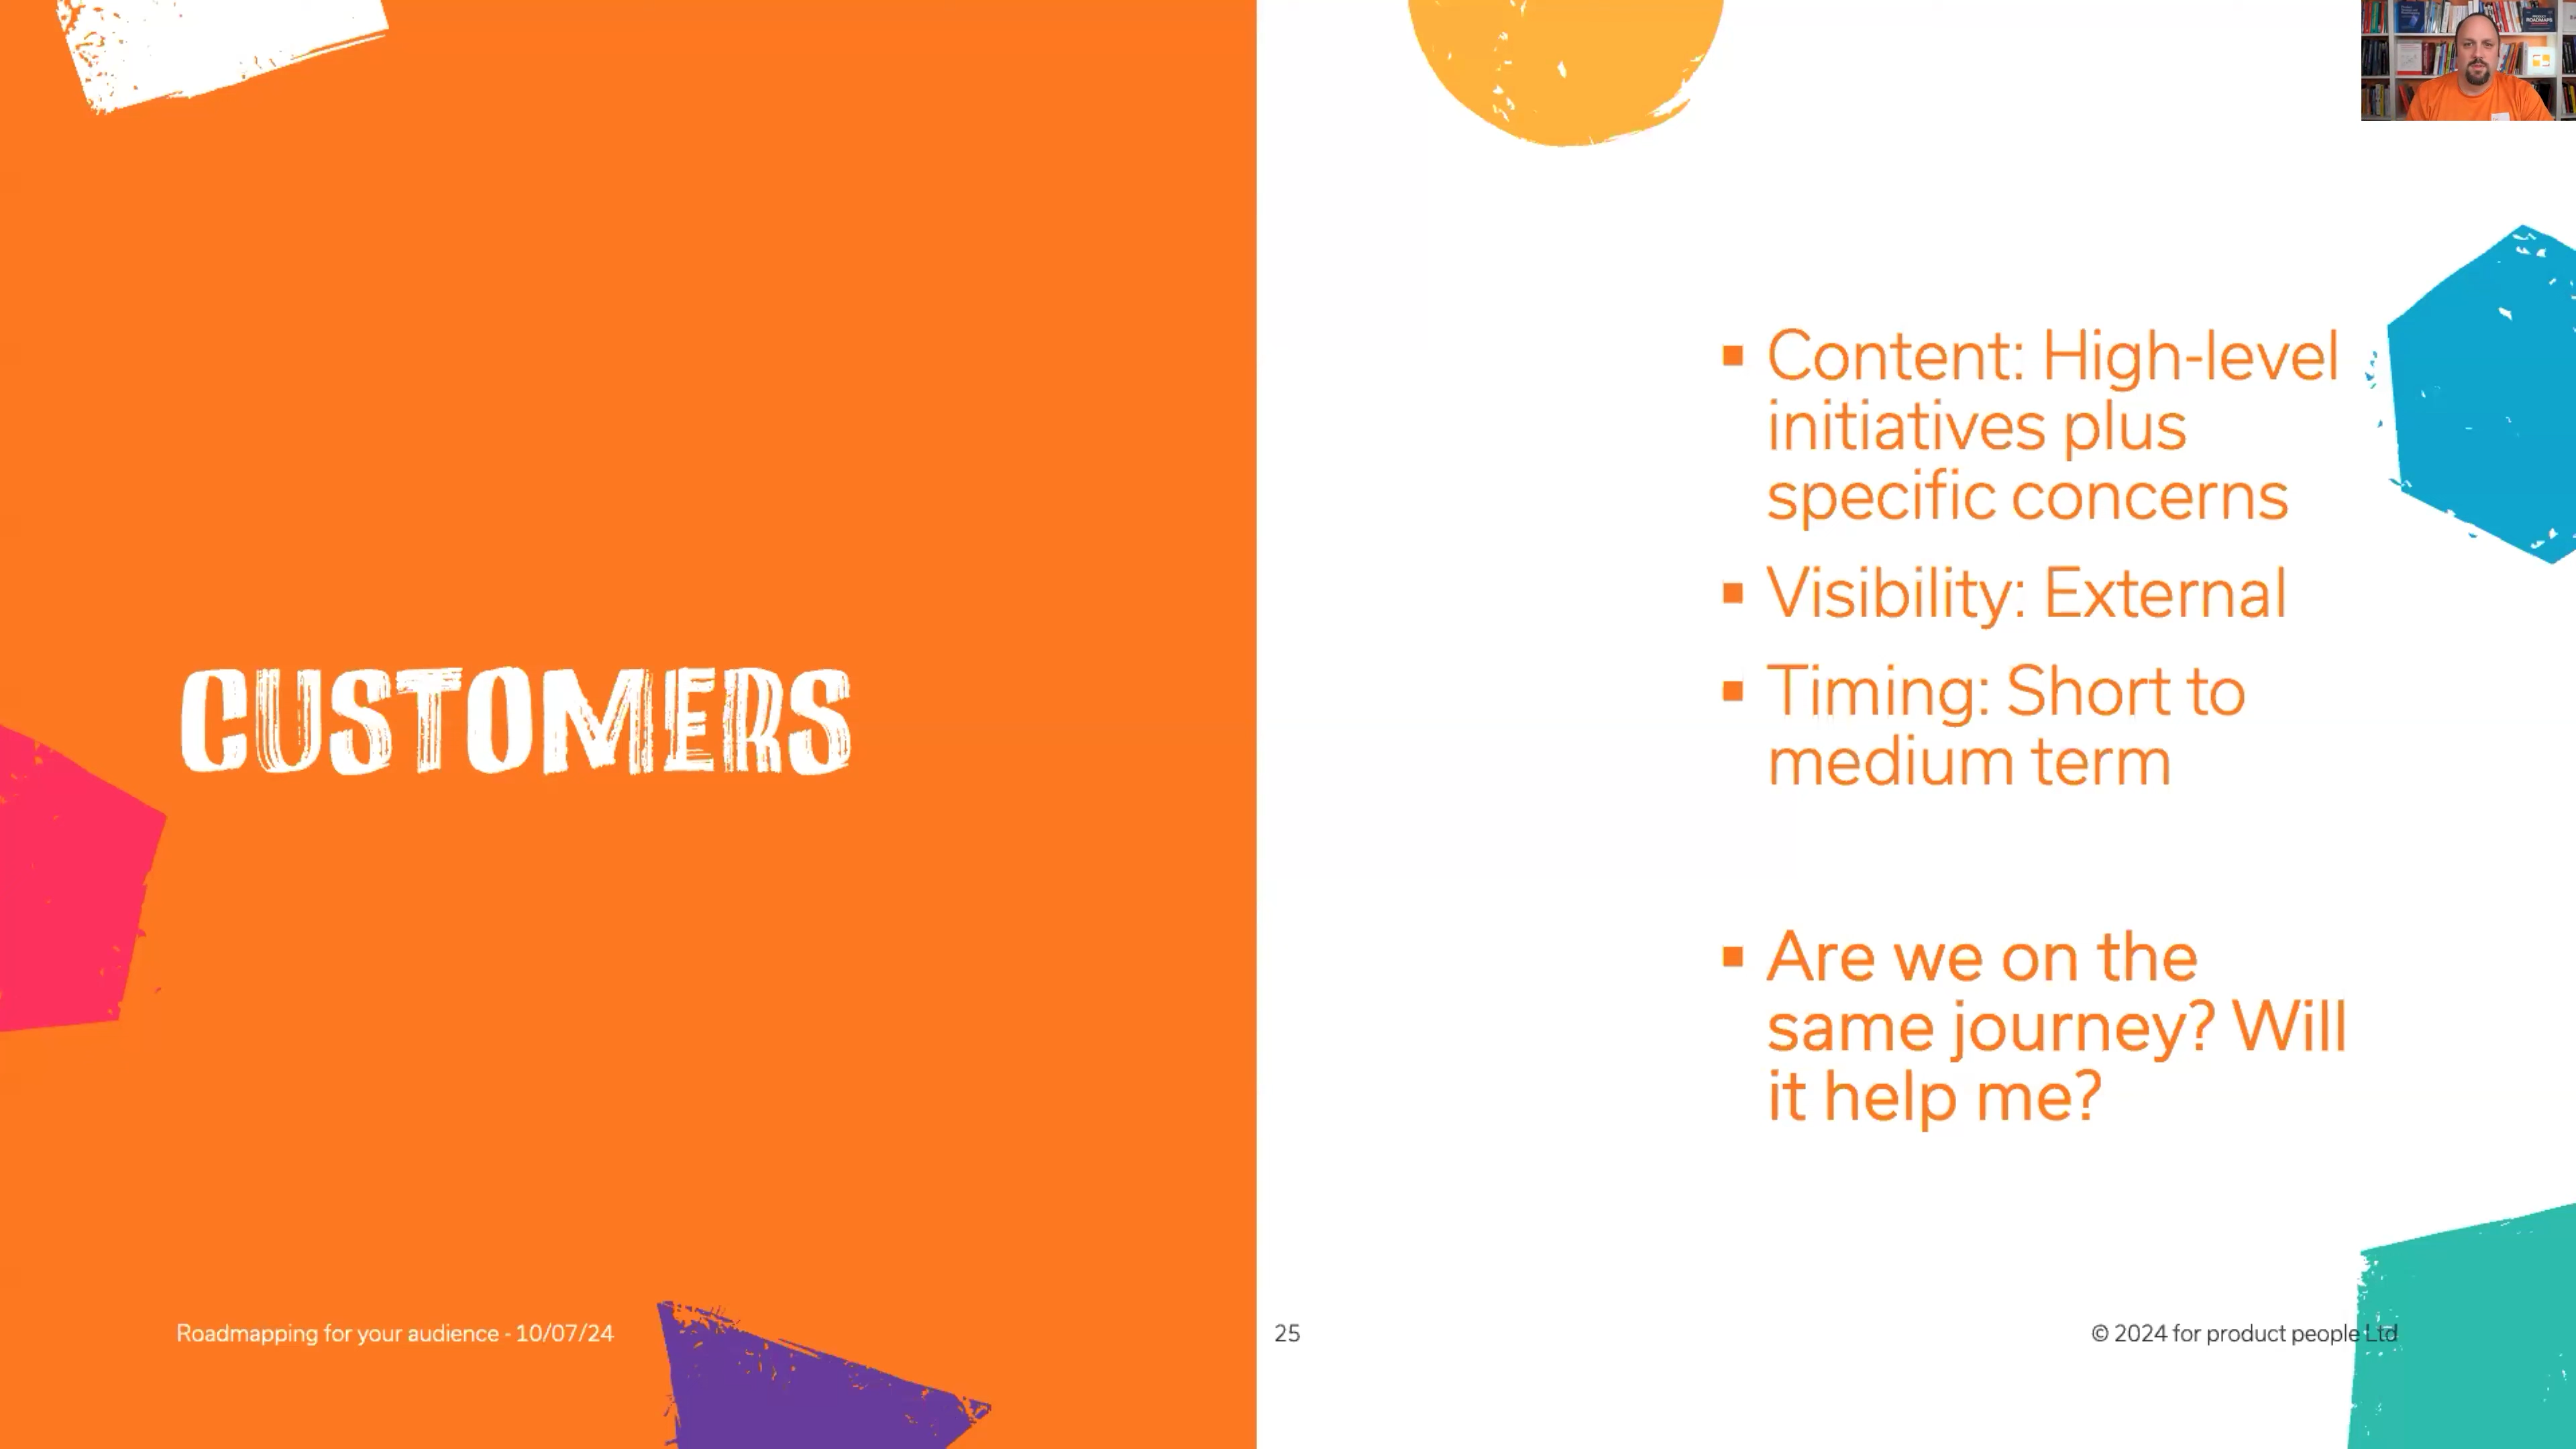 CUSTOMERS
▪ Content: High-level
initiatives plus
specific concerns
▪ Visibility: External
▪ Timing: Short to
medium term
▪ Are we on the
same journey? Will
it help me?
Roadmapping for your audience - 10/07/24
25
© 2024 for product people Ltd